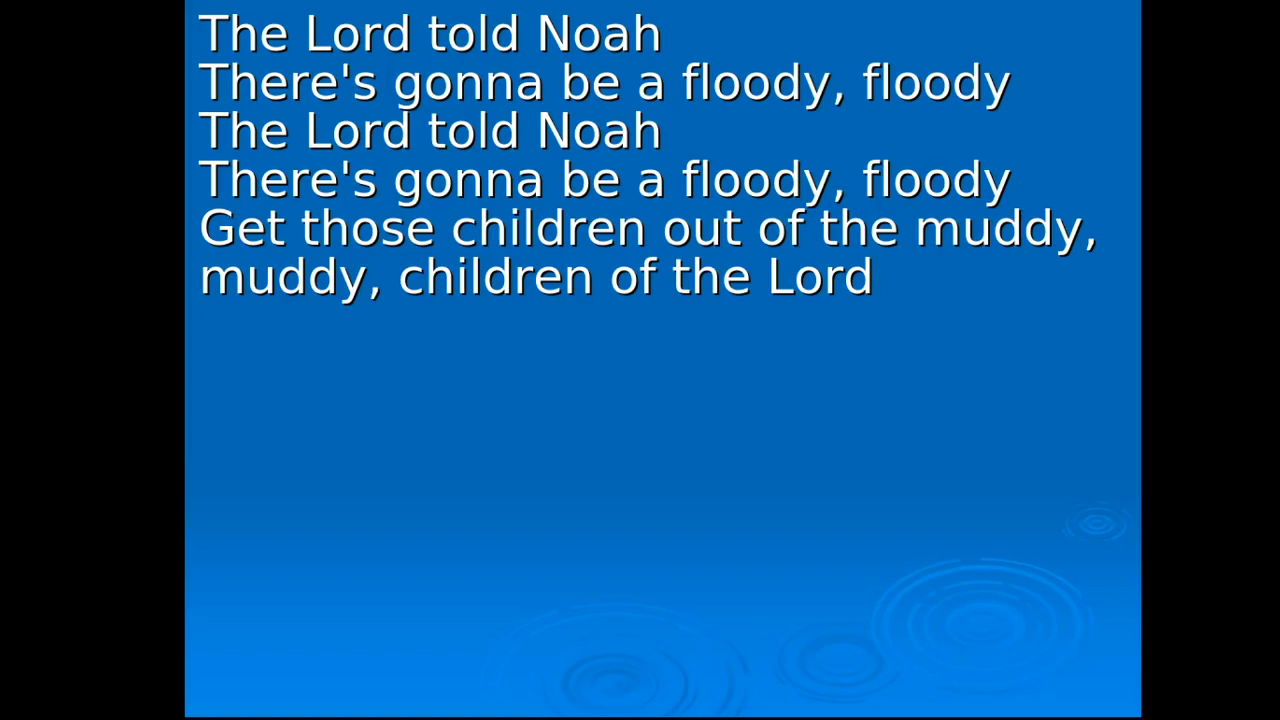 The Lord told Noah
There's gonna be a floody, floody
The Lord told Noah
There's gonna be a floody, floody
Get those children out of the muddy,
muddy, children of the Lord